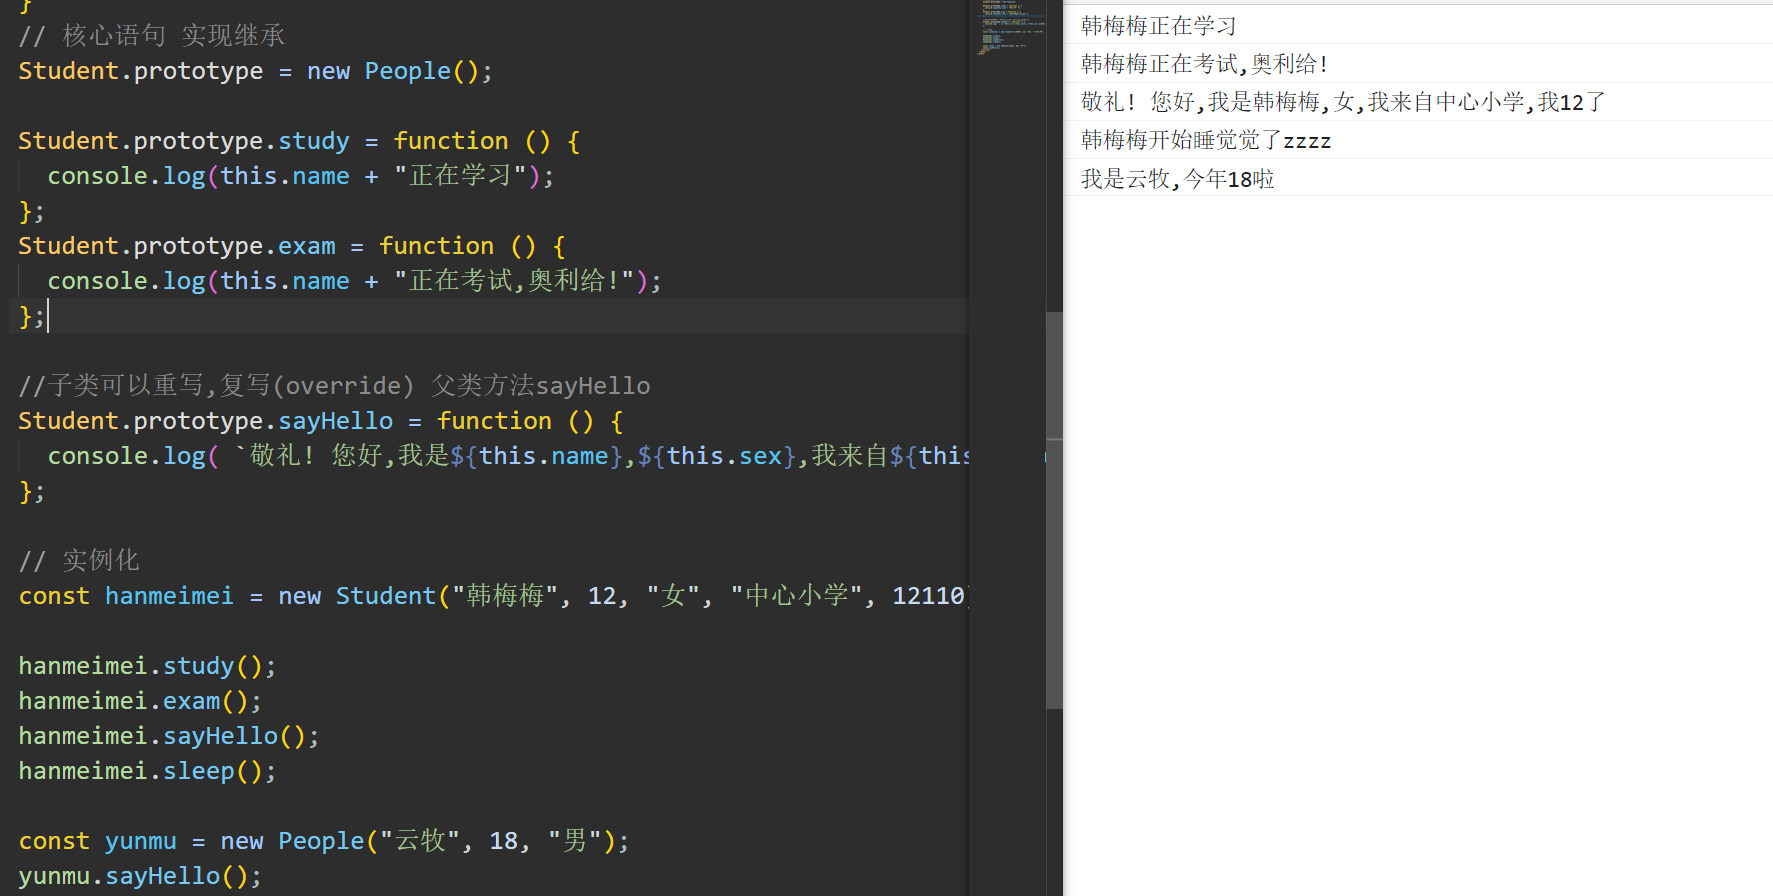 }
// 核心语句 实现继承
Student.prototype = new People();
Student.prototype.study = function () {
console.log(this.name + "正在学习");
};
Student.prototype.exam = function () {
console.log(this.name + "正在考试,奥利给!");
};
//子类可以重写,复写(override) 父类方法sayHello
Student.prototype.sayHello = function () {
console.log( `敬礼! 您好,我是${this.name},${this.sex},我来自${this
};
// 实例化
const hanmeimei = new Student("韩梅梅", 12, "女", "中心小学", 12110)
hanmeimei.study();
hanmeimei.exam();
hanmeimei.sayHello();
hanmeimei.sleep();
const yunmu = new People("云牧", 18, "男");
yunmu.sayHello();
韩梅梅正在学习
韩梅梅正在考试,奥利给!
敬礼! 您好,我是韩梅梅,女,我来自中心小学,我12了
韩梅梅开始睡觉觉了zzzz
我是云牧,今年18啦